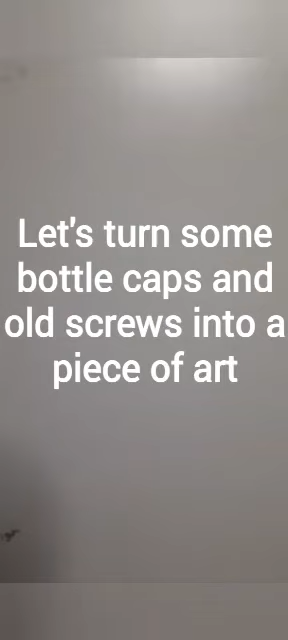 Let's turn some
bottle caps and
old screws into a
piece of art